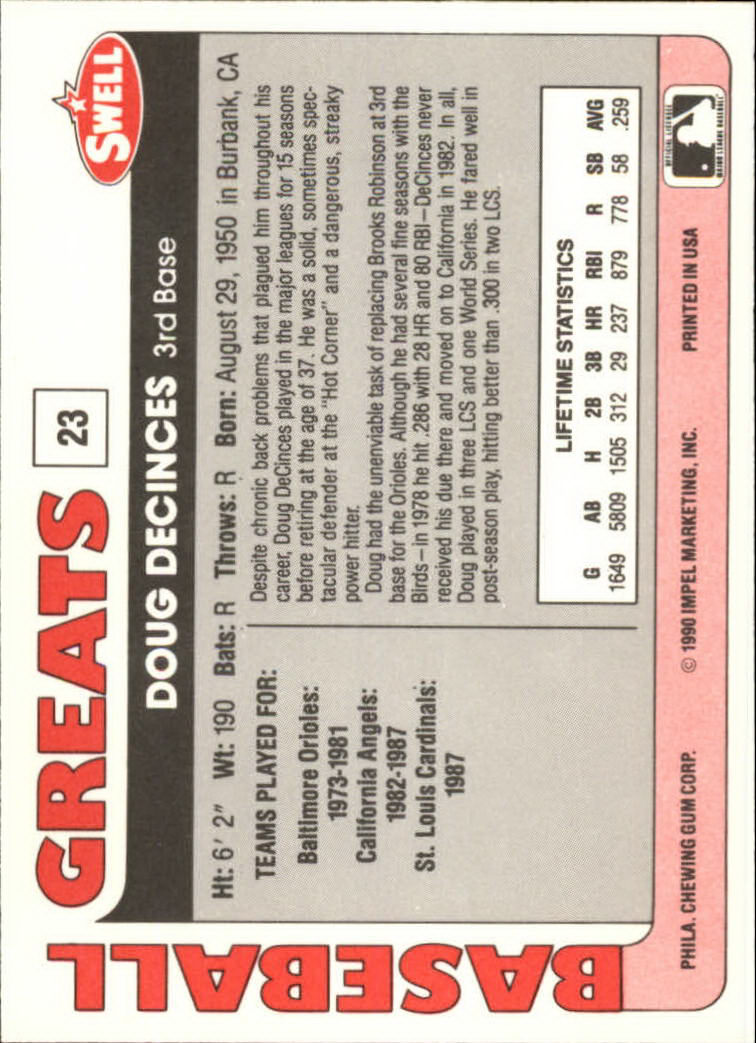 BASEBALL
GREATS
23
SWELL
DOUG DECINCES 3rd Base
Ht: 6' 2" Wt: 190 Bats: R Throws: R Born: August 29, 1950 in Burbank, CA
TEAMS PLAYED FOR:
Baltimore Orioles:
1973-1981
California Angels:
1982-1987
St. Louis Cardinals:
1987
Despite chronic back problems that plagued him throughout his
career, Doug DeCinces played in the major leagues for 15 seasons
before retiring at the age of 37. He was a solid, sometimes spec-
tacular defender at the "Hot Corner" and a dangerous, streaky
power hitter.
Doug had the unenviable task of replacing Brooks Robinson at 3rd
base for the Orioles. Although he had several fine seasons with the
Birds – in 1978 he hit .286 with 28 HR and 80 RBI – DeCinces never
received his due there and moved on to California in 1982. In all,
Doug played in three LCS and one World Series. He fared well in
post-season play, hitting better than .300 in two LCS.
LIFETIME STATISTICS
G AB H 2B 3B HR RBI R SB AVG
1649 5809 1505 312 29 237 879 778 58 .259
PHILA. CHEWING GUM CORP. © 1990 IMPEL MARKETING, INC. PRINTED IN USA
OFFICIAL LICENSEE
MAJOR LEAGUE BASEBALL